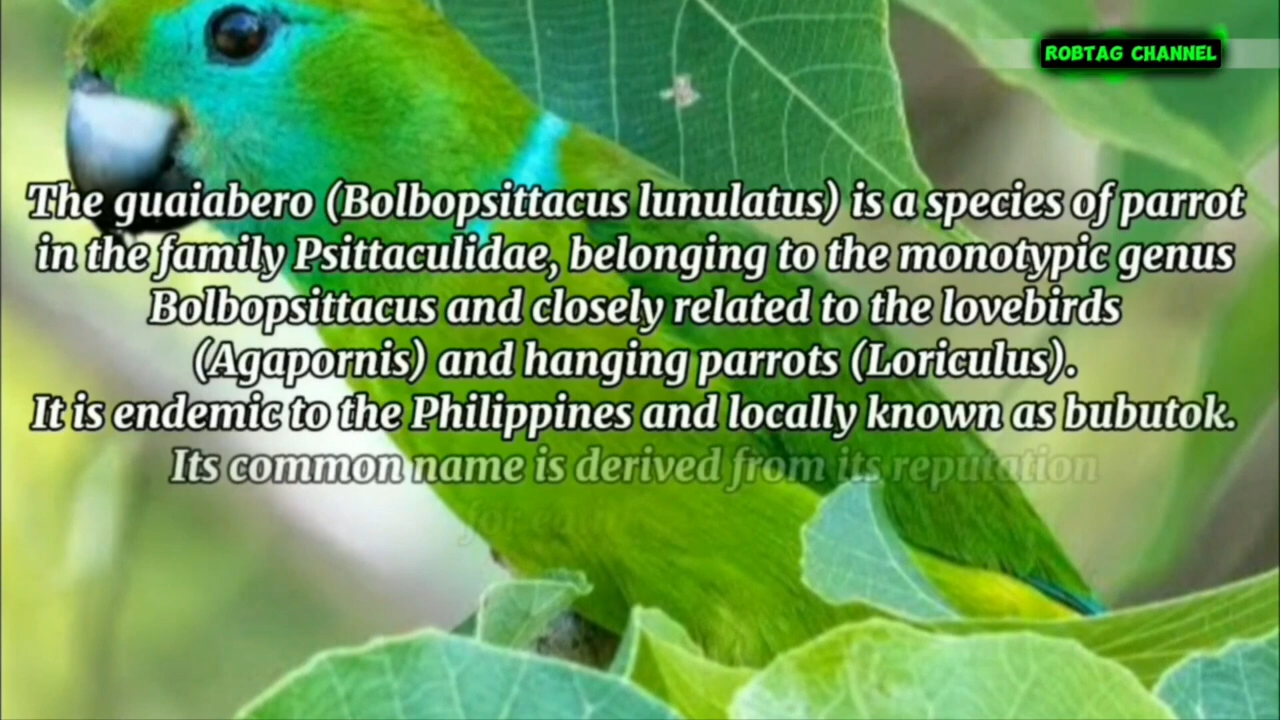 ROBTAG CHANNEL
The guaiabero (Bolbopsittacus lunulatus) is a species of parrot
in the family Psittaculidae, belonging to the monotypic genus
Bolbopsittacus and closely related to the lovebirds
(Agapornis) and hanging parrots (Loriculus).
It is endemic to the Philippines and locally known as bubutok.
Its common name is derived from its reputation
for